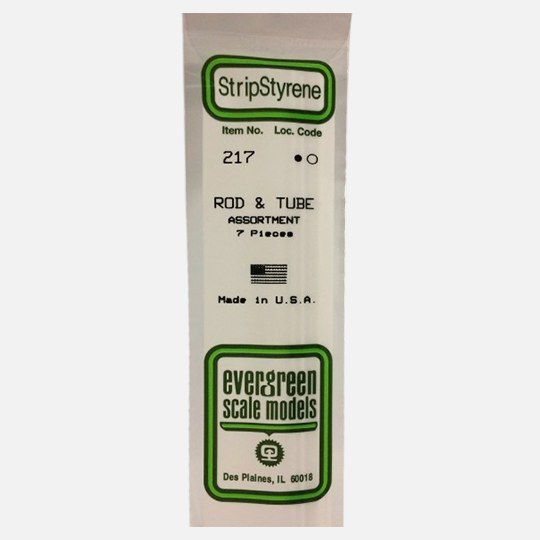 StripStyrene
Item No. Loc. Code
217 ●○
ROD & TUBE
ASSORTMENT
7 Pieces
Made in U.S.A.
evergreen
scale models
Des Plaines, IL 60018